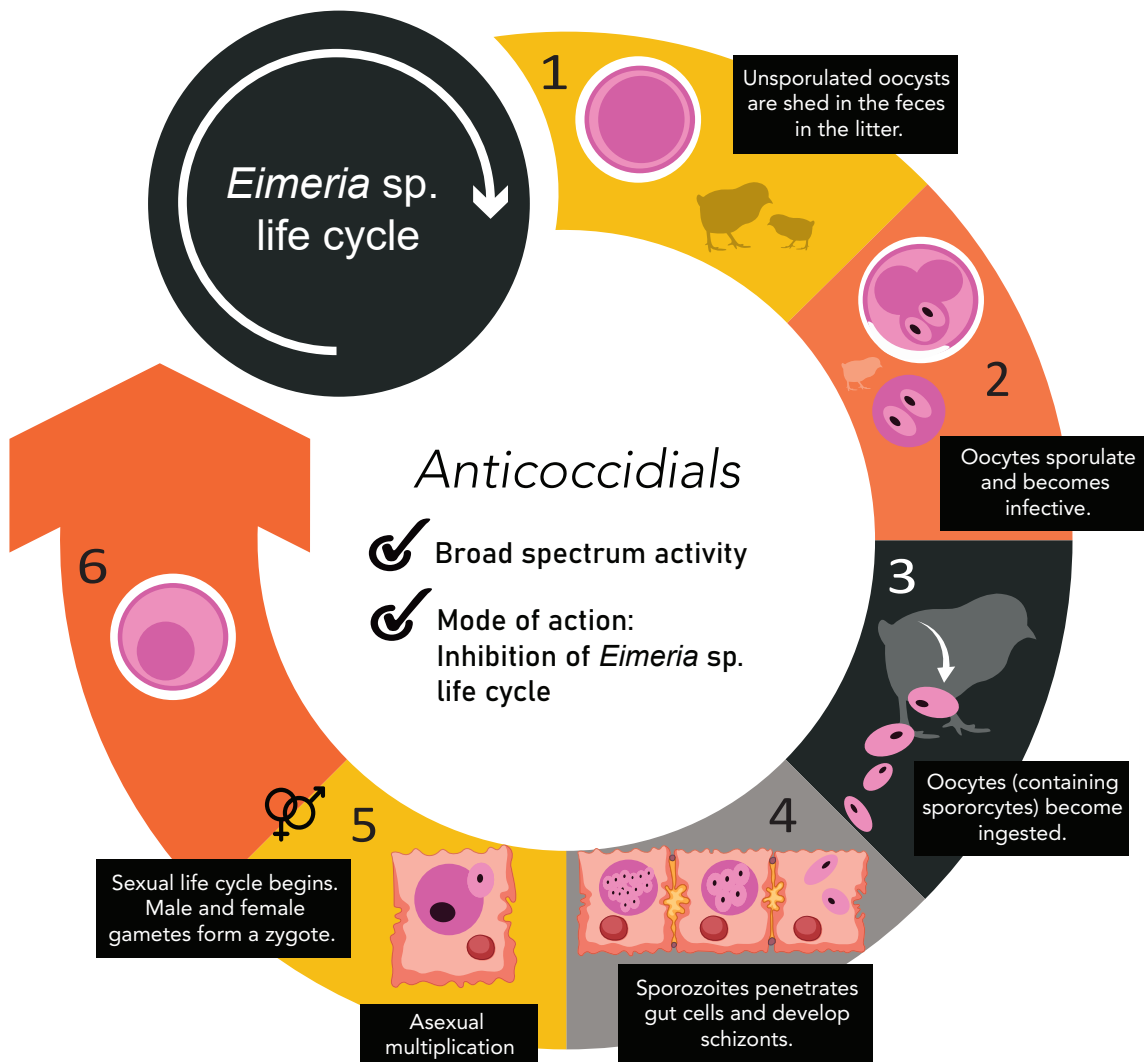 Eimeria sp.
life cycle
1
Unsporulated oocysts
are shed in the feces
in the litter.
2
Oocytes sporulate
and becomes
infective.
3
Oocytes (containing
spororcytes) become
ingested.
4
Sporozoites penetrates
gut cells and develop
schizonts.
5
Asexual
multiplication
Sexual life cycle begins.
Male and female
gametes form a zygote.
6
Anticoccidials
Broad spectrum activity
Mode of action:
Inhibition of Eimeria sp.
life cycle